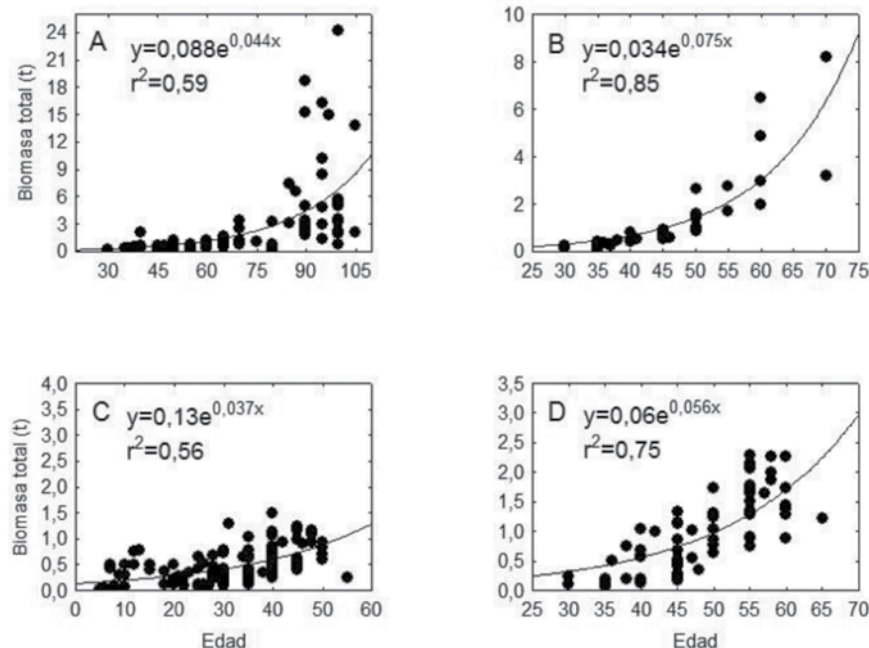 A
y=0,088e^0,044x
r²=0,59
Biomasa total (t)
24
21
18
15
12
9
6
3
0
30 45 60 75 90 105
B
y=0,034e^0,075x
r²=0,85
10
8
6
4
2
0
25 30 35 40 45 50 55 60 65 70 75
C
y=0,13e^0,037x
r²=0,56
Biomasa total (t)
4,0
3,5
3,0
2,5
2,0
1,5
1,0
0,5
0,0
0 10 20 30 40 50 60
Edad
D
y=0,06e^0,056x
r²=0,75
3,5
3,0
2,5
2,0
1,5
1,0
0,5
0,0
25 30 35 40 45 50 55 60 65 70
Edad